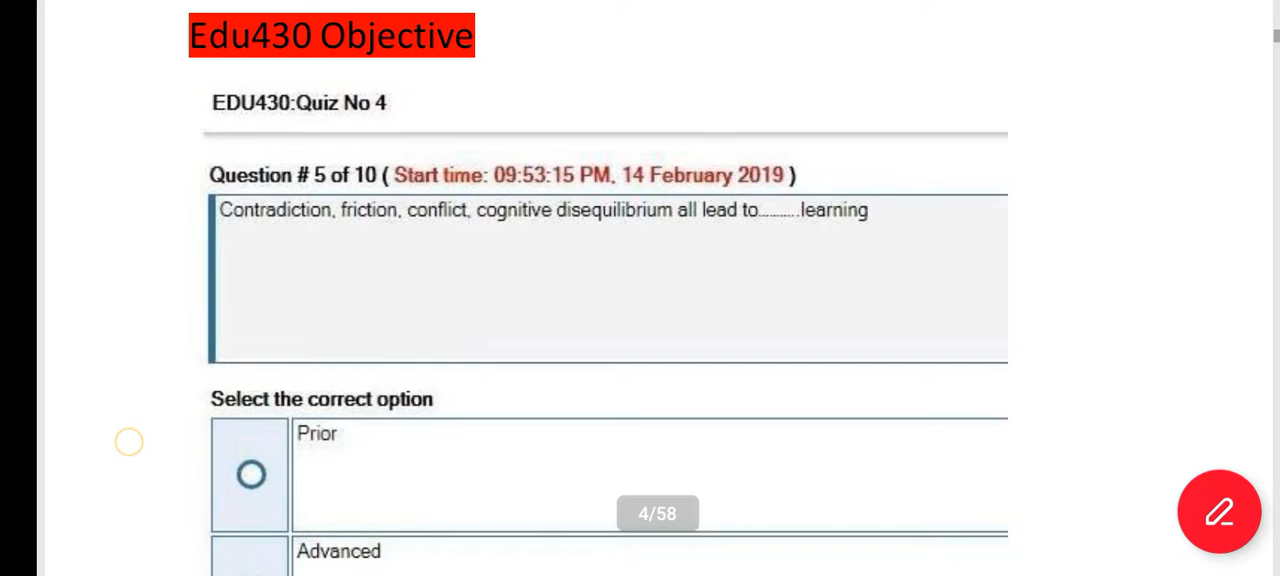 Edu430 Objective
EDU430:Quiz No 4
Question # 5 of 10 ( Start time: 09:53:15 PM, 14 February 2019 )
Contradiction, friction, conflict, cognitive disequilibrium all lead to..........learning
Select the correct option
Prior
4/58
Advanced